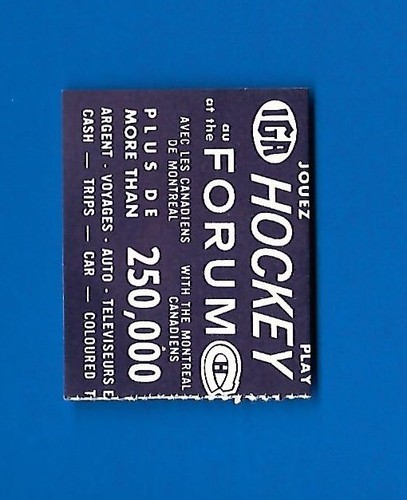 JOUEZ PLAY
IGA HOCKEY
au
at the FORUM
AVEC LES CANADIENS
DE MONTREAL
WITH THE MONTREAL
CANADIENS
PLUS DE
MORE THAN
250,000
ARGENT - VOYAGES - AUTO - TELEVISEURS E
CASH — TRIPS — CAR — COLOURED T